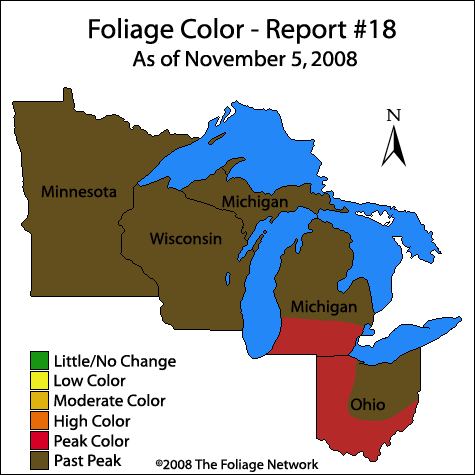 Foliage Color - Report #18
As of November 5, 2008
N
Minnesota
Michigan
Wisconsin
Michigan
Ohio
Little/No Change
Low Color
Moderate Color
High Color
Peak Color
Past Peak
©2008 The Foliage Network